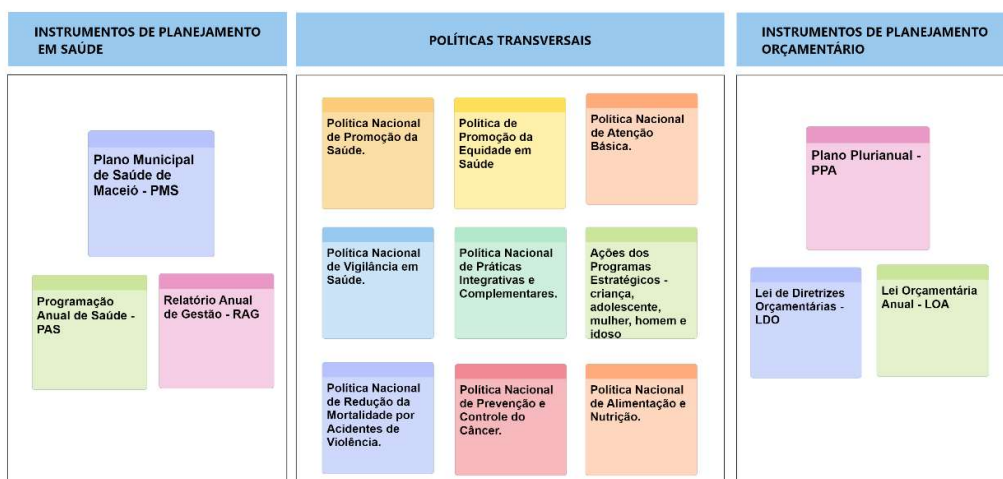 INSTRUMENTOS DE PLANEJAMENTO
EM SAÚDE
Plano Municipal
de Saúde de
Maceió - PMS
Programação
Anual de Saúde -
PAS
Relatório Anual
de Gestão - RAG
POLÍTICAS TRANSVERSAIS
Política Nacional
de Promoção da
Saúde.
Política de
Promoção da
Equidade em
Saúde
Política Nacional
de Atenção
Básica.
Política Nacional
de Vigilância em
Saúde.
Política Nacional
de Práticas
Integrativas e
Complementares.
Ações dos
Programas
Estratégicos -
criança,
adolescente,
mulher, homem e
idoso
Política Nacional
de Redução da
Mortalidade por
Acidentes de
Violência.
Política Nacional
de Prevenção e
Controle do
Câncer.
Política Nacional
de Alimentação e
Nutrição.
INSTRUMENTOS DE PLANEJAMENTO
ORÇAMENTÁRIO
Plano Plurianual -
PPA
Lei de Diretrizes
Orçamentárias -
LDO
Lei Orçamentária
Anual - LOA